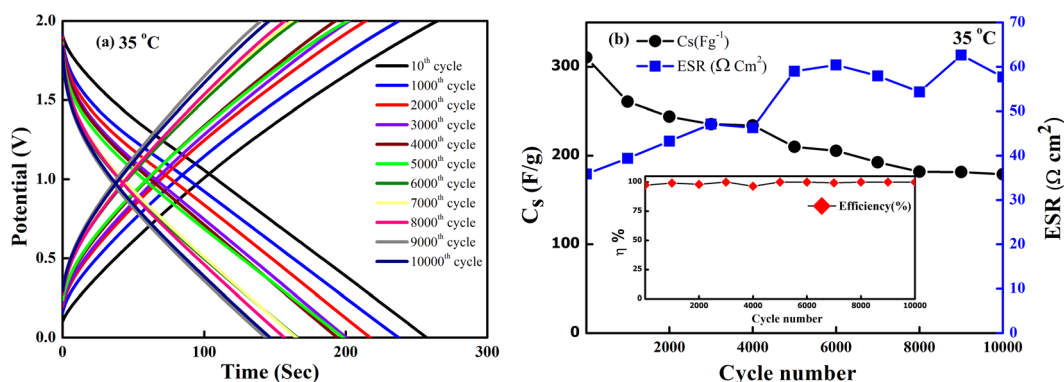 (a) 35 °C
10th cycle
1000th cycle
2000th cycle
3000th cycle
4000th cycle
5000th cycle
6000th cycle
7000th cycle
8000th cycle
9000th cycle
10000th cycle
Potential (V)
2.0
1.5
1.0
0.5
0.0
0
100
200
300
Time (Sec)
(b)
35 °C
Cs(Fg-1)
ESR (Ω Cm2)
Cs (F/g)
300
200
100
0
Efficiency(%)
η %
100
75
50
25
0
2000
4000
6000
8000
10000
Cycle number
2000
4000
6000
8000
10000
Cycle number
70
60
50
40
30
20
10
0
ESR (Ω cm2)